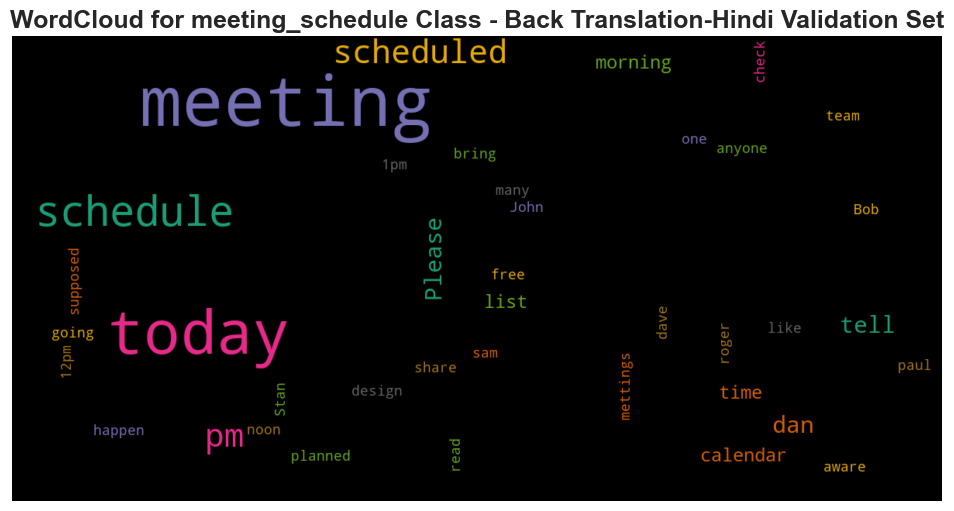 WordCloud for meeting_schedule Class - Back Translation-Hindi Validation Set
scheduled
morning
check
meeting
team
one
anyone
bring
1pm
many
John
Bob
schedule
Please
supposed
free
list
going
12pm
today
dave
roger
like
tell
sam
share
paul
mettings
design
Stan
time
happen
pm
noon
dan
planned
read
calendar
aware